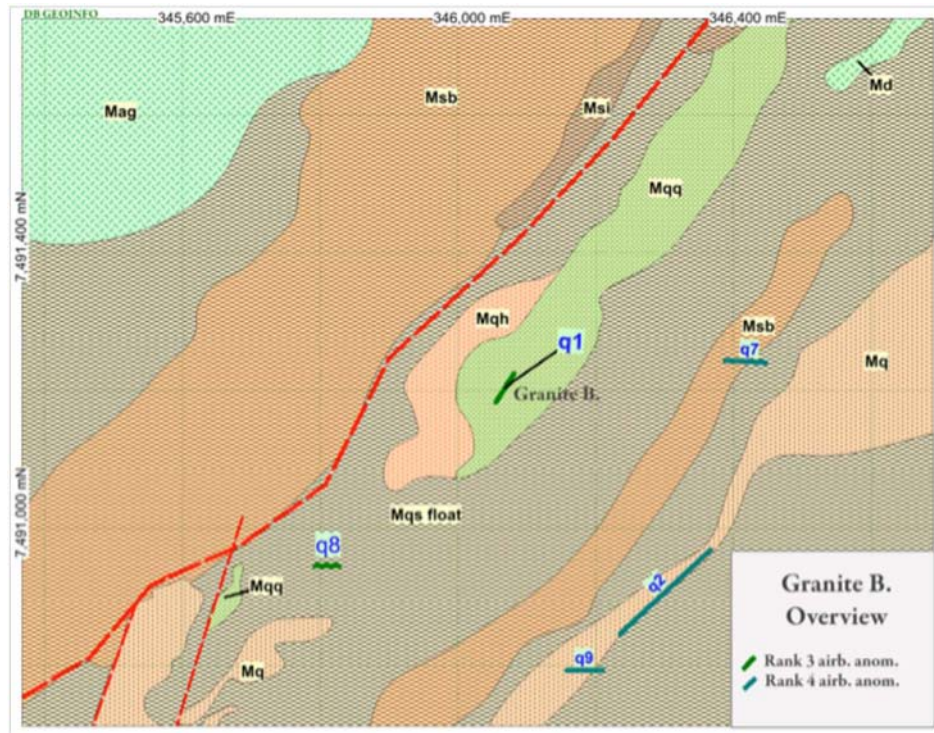 DB GEOINFO
345,600 mE
346,000 mE
346,400 mE
Mag
Msb
Msi
Md
Mqq
7,491,400 mN
Mqh
q1
Msb
q7
Mq
Granite B.
7,491,000 mN
Mqs float
q8
Mqq
q2
q9
Mq
Granite B.
Overview
Rank 3 airb. anom.
Rank 4 airb. anom.